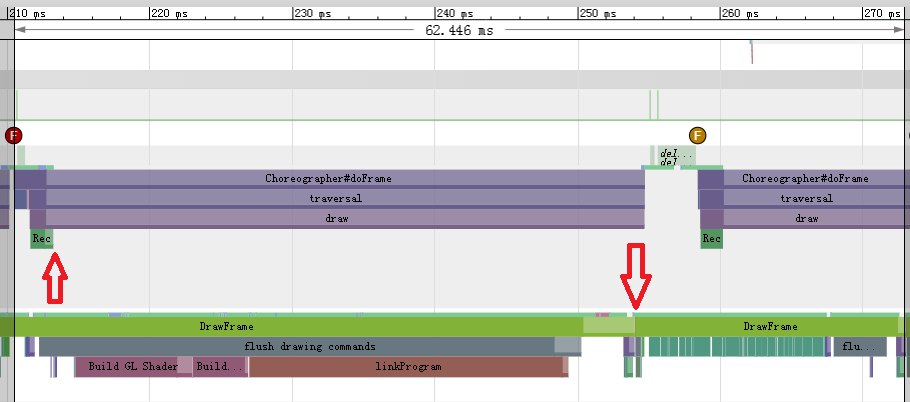 210 ms 220 ms 230 ms 240 ms 250 ms 260 ms 270 ms
62.446 ms
F F
del...
del
Choreographer#doFrame Choreographer#doFrame
traversal traversal
draw draw
Rec Rec
DrawFrame DrawFrame
flush drawing commands flu...
Build GL Shader Build... linkProgram